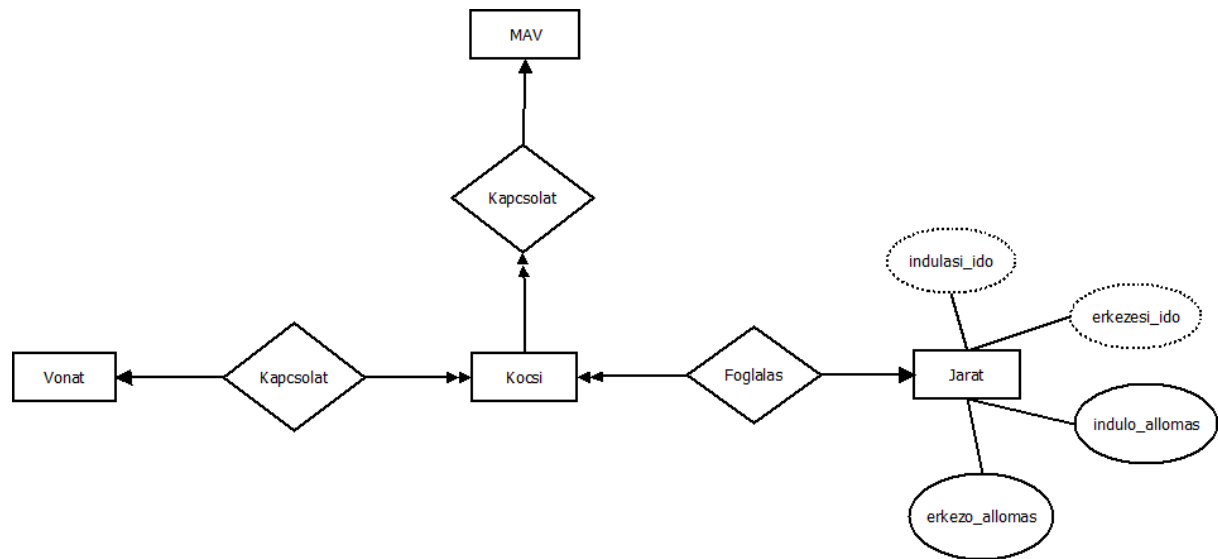 MAV
Kapcsolat
indulasi_ido
erkezesi_ido
Vonat
Kapcsolat
Kocsi
Foglalas
Jarat
indulo_allomas
erkezo_allomas